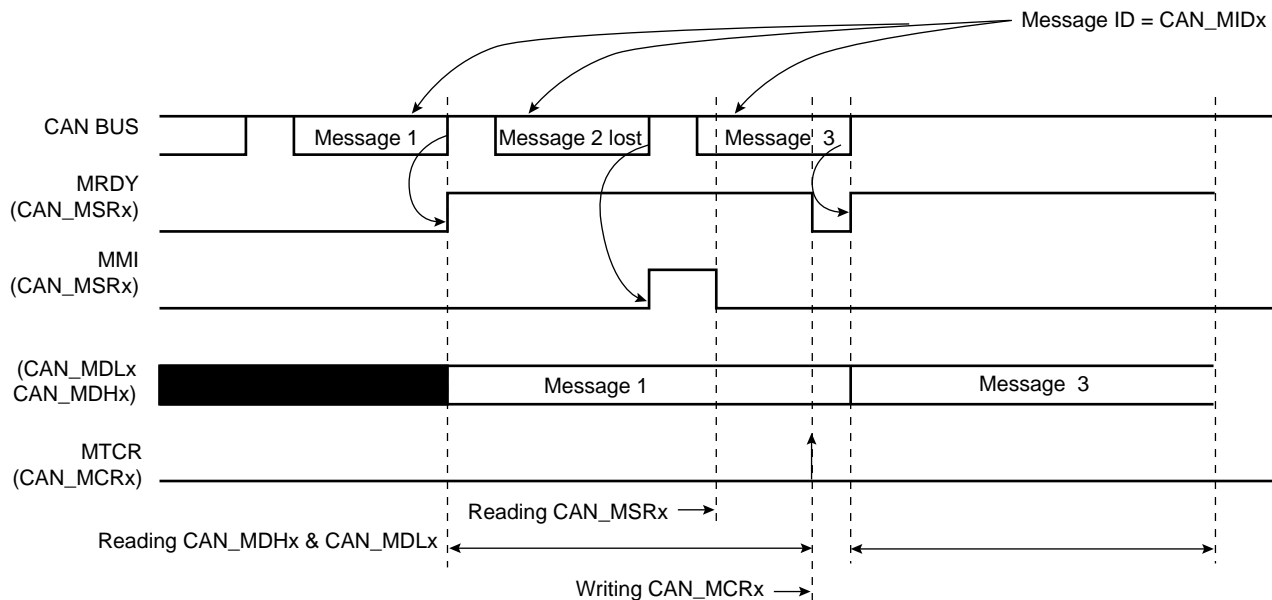 Message ID = CAN_MIDx
CAN BUS
Message 1
Message 2 lost
Message 3
MRDY
(CAN_MSRx)
MMI
(CAN_MSRx)
(CAN_MDLx
CAN_MDHx)
Message 1
Message 3
MTCR
(CAN_MCRx)
Reading CAN_MSRx
Reading CAN_MDHx & CAN_MDLx
Writing CAN_MCRx